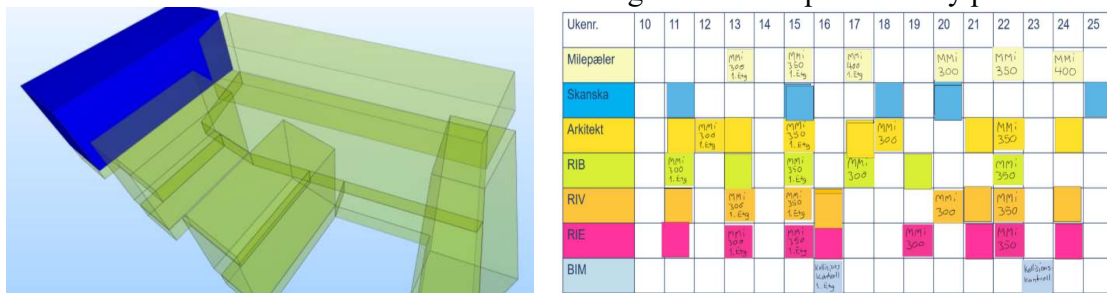 Ukenr. 10 11 12 13 14 15 16 17 18 19 20 21 22 23 24 25
Milepæler MMi 300 1.Etg MMi 350 1.Etg MMi 400 1.Etg MMi 300 MMi 350 MMi 400
Skanska
Arkitekt MMi 300 1.Etg MMi 350 1.Etg MMi 300 MMi 350
RIB MMi 300 1.Etg MMi 350 1.Etg MMi 300 MMi 350
RIV MMi 300 1.Etg MMi 350 1.Etg MMi 300 MMi 350
RIE MMi 300 1.Etg MMi 350 1.Etg MMi 300 MMi 350
BIM Kollisjons kontroll 1.Etg Kollisjons kontroll